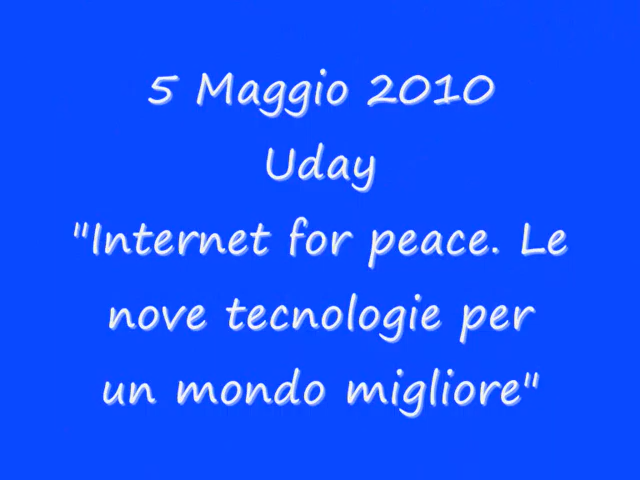 5 Maggio 2010
Uday
"Internet for peace. Le
nove tecnologie per
un mondo migliore"